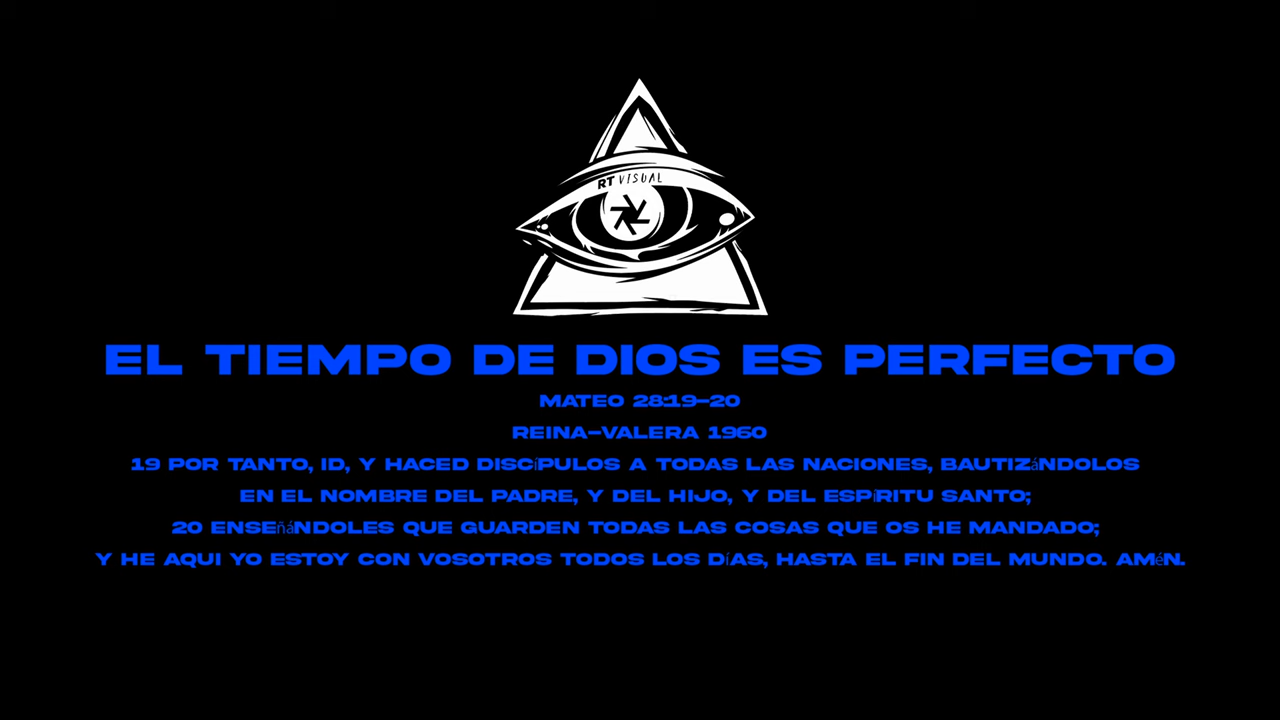 RT VISUAL
EL TIEMPO DE DIOS ES PERFECTO
MATEO 28:19-20
REINA-VALERA 1960
19 POR TANTO, ID, Y HACED DISCíPULOS A TODAS LAS NACIONES, BAUTIZáNDOLOS
EN EL NOMBRE DEL PADRE, Y DEL HIJO, Y DEL ESPíRITU SANTO;
20 ENSEñáNDOLES QUE GUARDEN TODAS LAS COSAS QUE OS HE MANDADO;
Y HE AQUI YO ESTOY CON VOSOTROS TODOS LOS DíAS, HASTA EL FIN DEL MUNDO. AMéN.